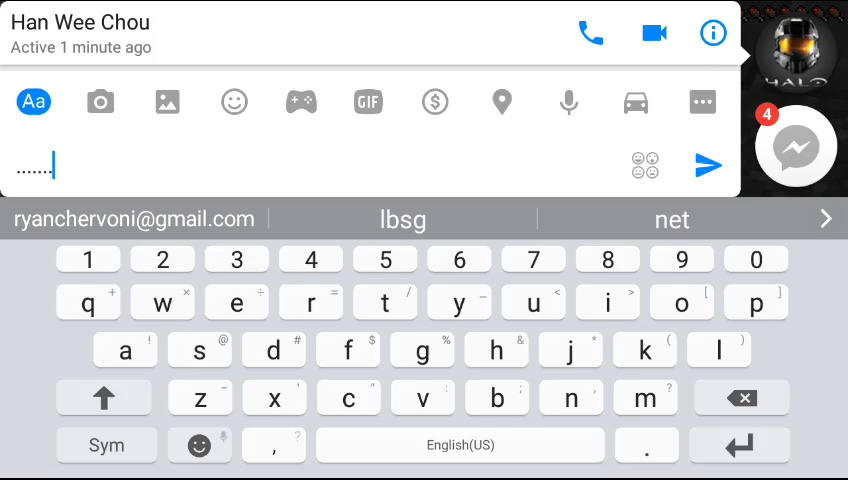 Han Wee Chou
Active 1 minute ago
HALO
Aa
GIF
$
4
.......
ryanchervoni@gmail.com lbsg net
1 2 3 4 5 6 7 8 9 0
q + w × e ÷ r = t / y _ u < i > o [ p ]
a ! s @ d # f $ g % h & j * k ( l )
z - x ' c " v : b ; n , m ?
Sym , ? English(US) .